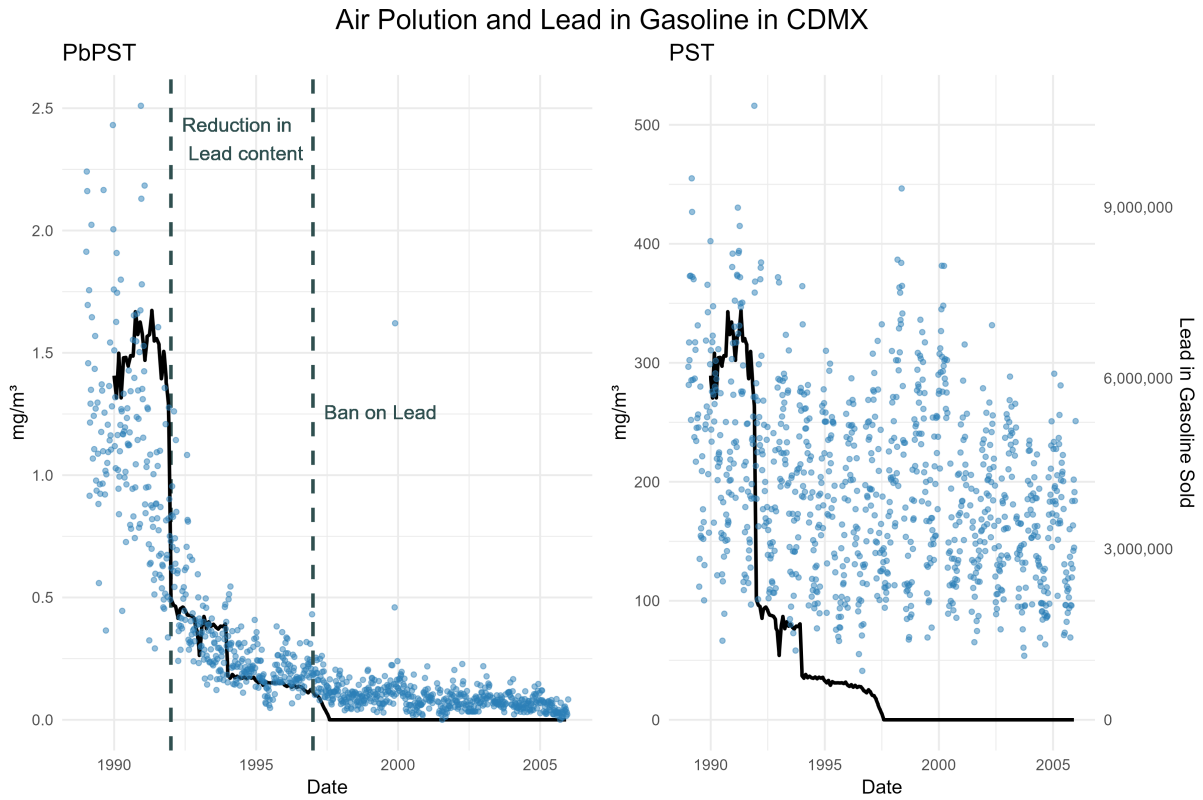 Air Polution and Lead in Gasoline in CDMX
PbPST
2.5
2.0
1.5
1.0
0.5
0.0
mg/m³
Reduction in
Lead content
Ban on Lead
1990
1995
2000
2005
Date
PST
500
400
300
200
100
0
mg/m³
1990
1995
2000
2005
Date
9,000,000
6,000,000
3,000,000
0
Lead in Gasoline Sold